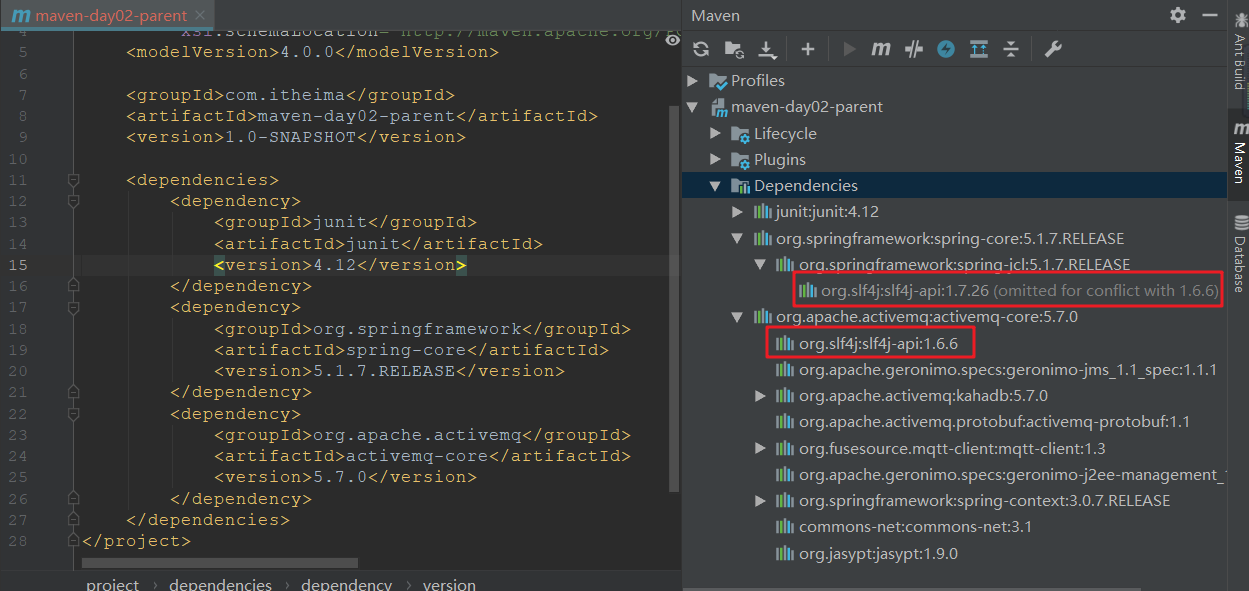 maven-day02-parent
4 xsi:schemaLocation="http://maven.apache.org/
5 <modelVersion>4.0.0</modelVersion>
6
7 <groupId>com.itheima</groupId>
8 <artifactId>maven-day02-parent</artifactId>
9 <version>1.0-SNAPSHOT</version>
10
11 <dependencies>
12 <dependency>
13 <groupId>junit</groupId>
14 <artifactId>junit</artifactId>
15 <version>4.12</version>
16 </dependency>
17 <dependency>
18 <groupId>org.springframework</groupId>
19 <artifactId>spring-core</artifactId>
20 <version>5.1.7.RELEASE</version>
21 </dependency>
22 <dependency>
23 <groupId>org.apache.activemq</groupId>
24 <artifactId>activemq-core</artifactId>
25 <version>5.7.0</version>
26 </dependency>
27 </dependencies>
28 </project>
project › dependencies › dependency › version
Maven
Profiles
maven-day02-parent
Lifecycle
Plugins
Dependencies
junit:junit:4.12
org.springframework:spring-core:5.1.7.RELEASE
org.springframework:spring-jcl:5.1.7.RELEASE
org.slf4j:slf4j-api:1.7.26 (omitted for conflict with 1.6.6)
org.apache.activemq:activemq-core:5.7.0
org.slf4j:slf4j-api:1.6.6
org.apache.geronimo.specs:geronimo-jms_1.1_spec:1.1.1
org.apache.activemq:kahadb:5.7.0
org.apache.activemq.protobuf:activemq-protobuf:1.1
org.fusesource.mqtt-client:mqtt-client:1.3
org.apache.geronimo.specs:geronimo-j2ee-management_1
org.springframework:spring-context:3.0.7.RELEASE
commons-net:commons-net:3.1
org.jasypt:jasypt:1.9.0
Ant Build
Maven
Database